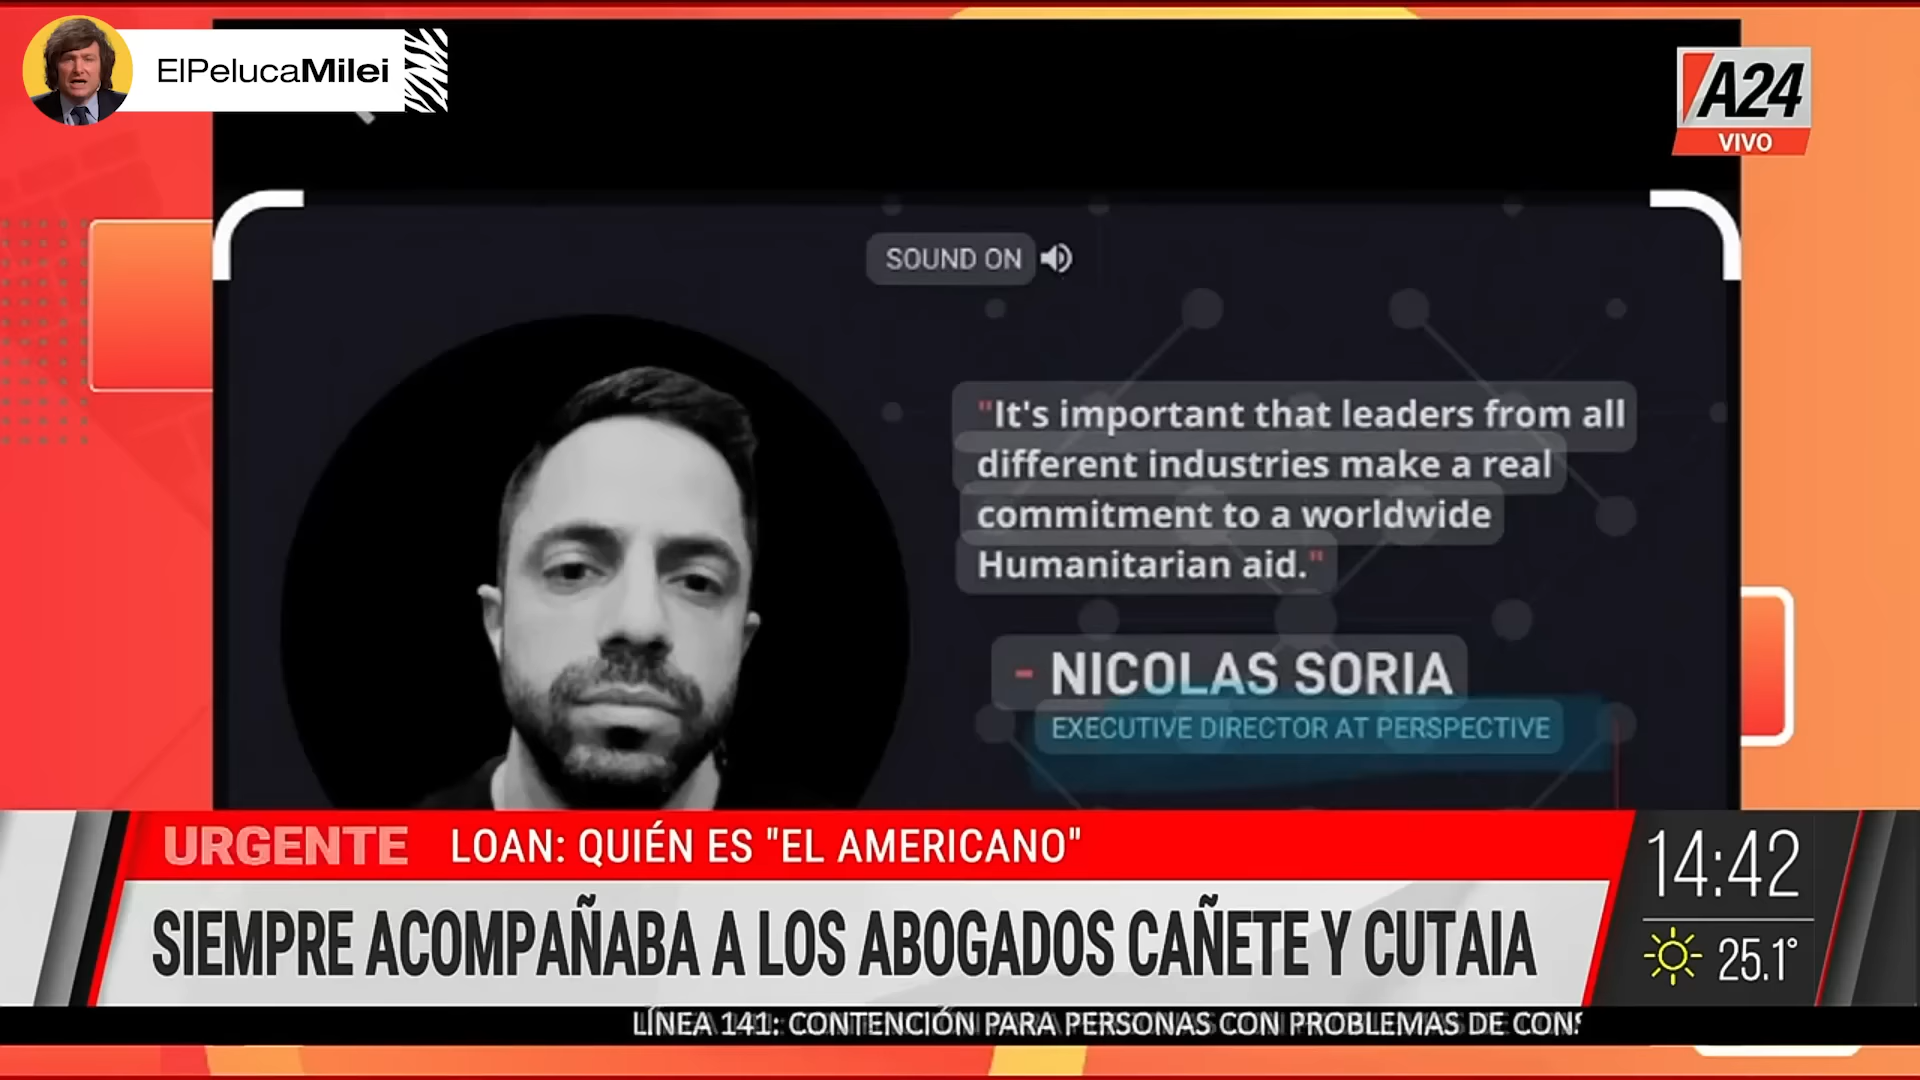 ElPelucaMilei
A24
VIVO
SOUND ON
"It's important that leaders from all
different industries make a real
commitment to a worldwide
Humanitarian aid."
- NICOLAS SORIA
EXECUTIVE DIRECTOR AT PERSPECTIVE
URGENTE LOAN: QUIÉN ES "EL AMERICANO"
14:42
SIEMPRE ACOMPAÑABA A LOS ABOGADOS CAÑETE Y CUTAIA
25.1°
LÍNEA 141: CONTENCIÓN PARA PERSONAS CON PROBLEMAS DE